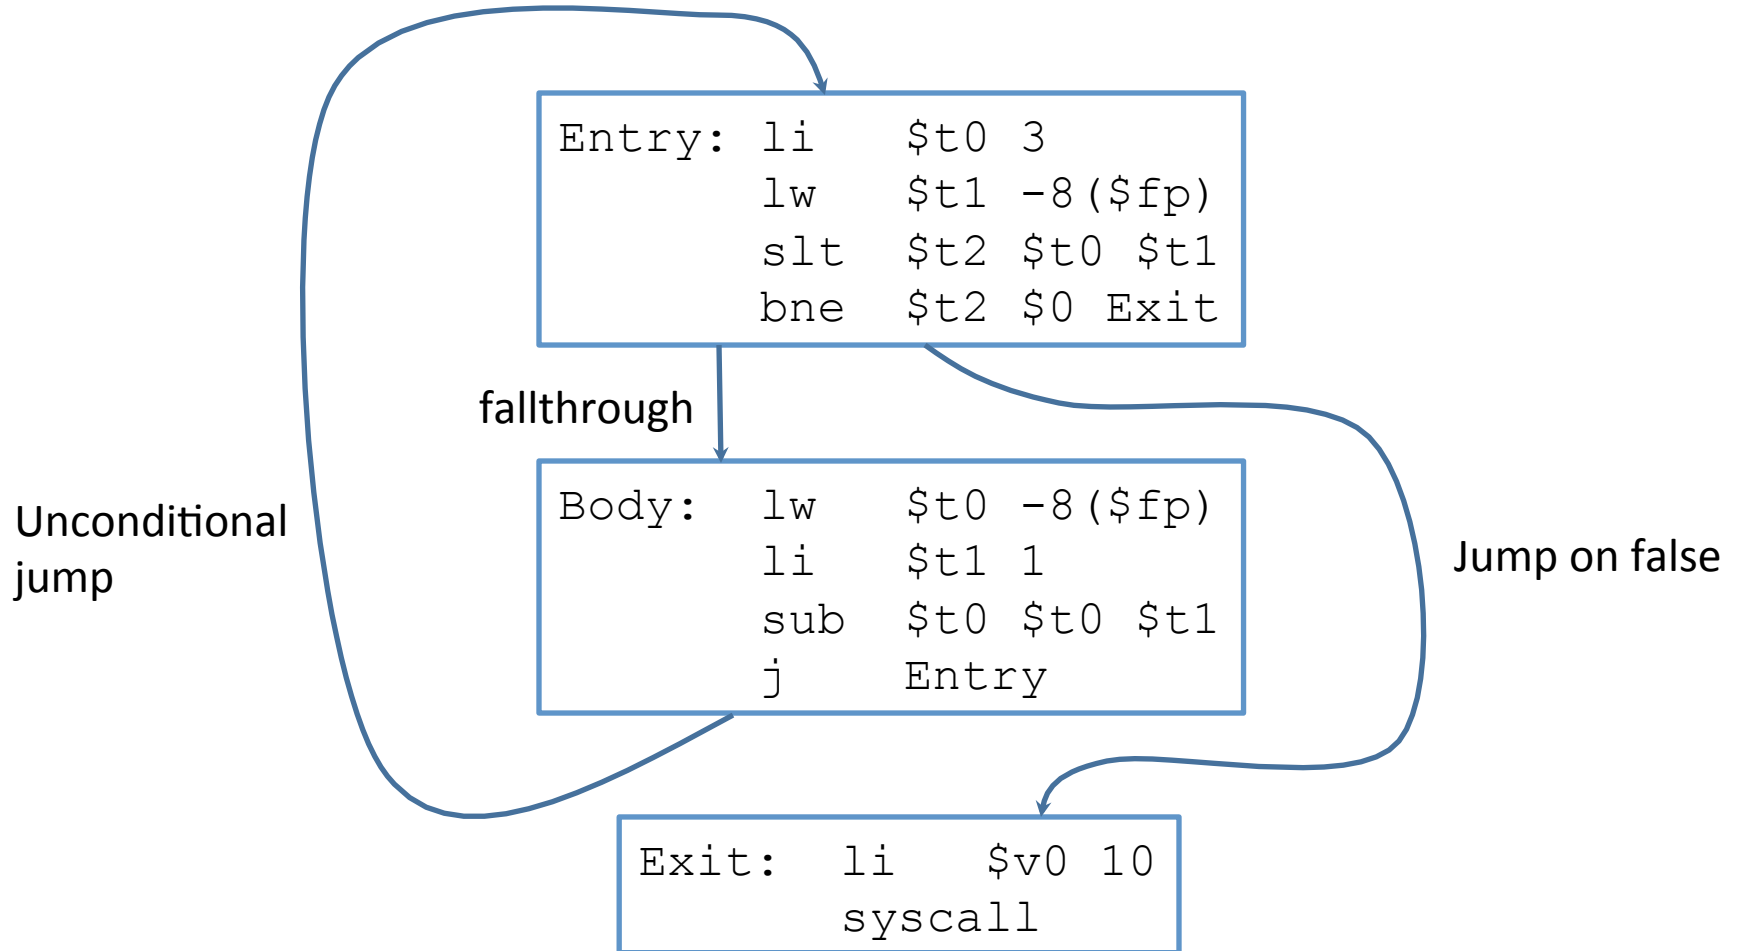 Entry: li $t0 3
lw $t1 -8($fp)
slt $t2 $t0 $t1
bne $t2 $0 Exit
fallthrough
Body: lw $t0 -8($fp)
li $t1 1
sub $t0 $t0 $t1
j Entry
Unconditional
jump
Jump on false
Exit: li $v0 10
syscall